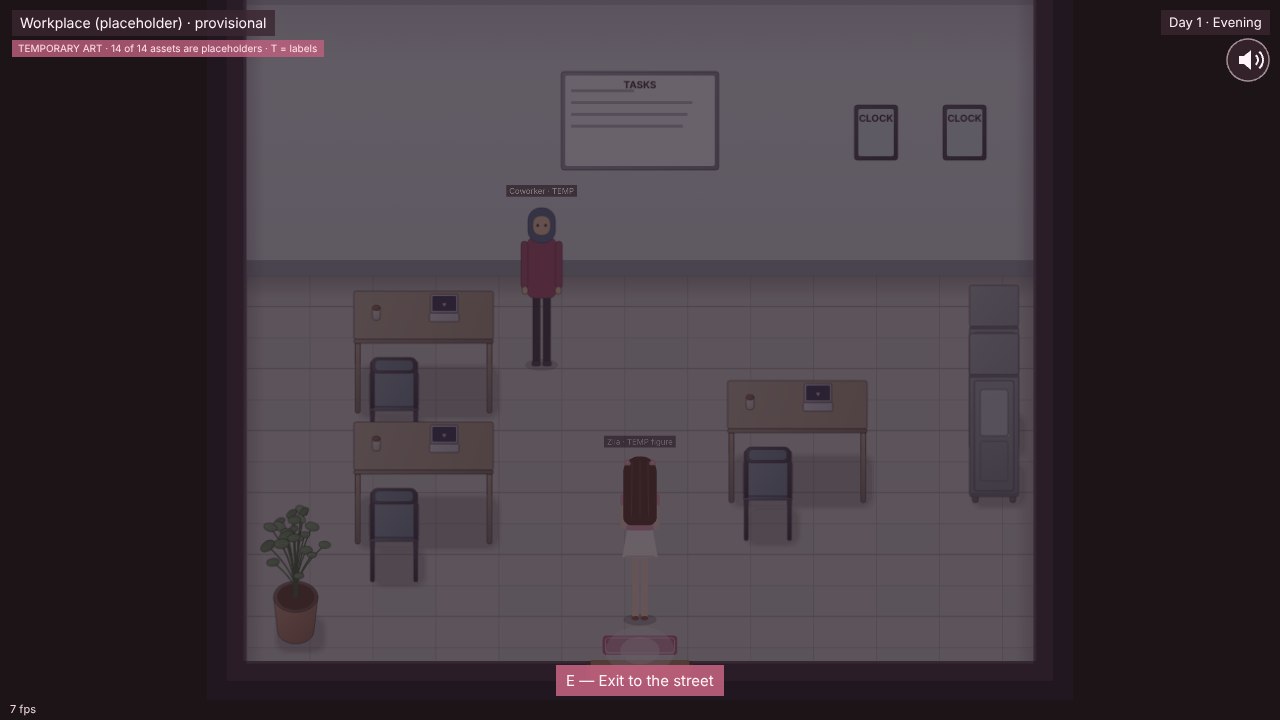 Workplace (placeholder) · provisional
Day 1 · Evening
TEMPORARY ART · 14 of 14 assets are placeholders · T = labels
TASKS
CLOCK
CLOCK
Coworker · TEMP
Zila · TEMP figure
E — Exit to the street
7 fps